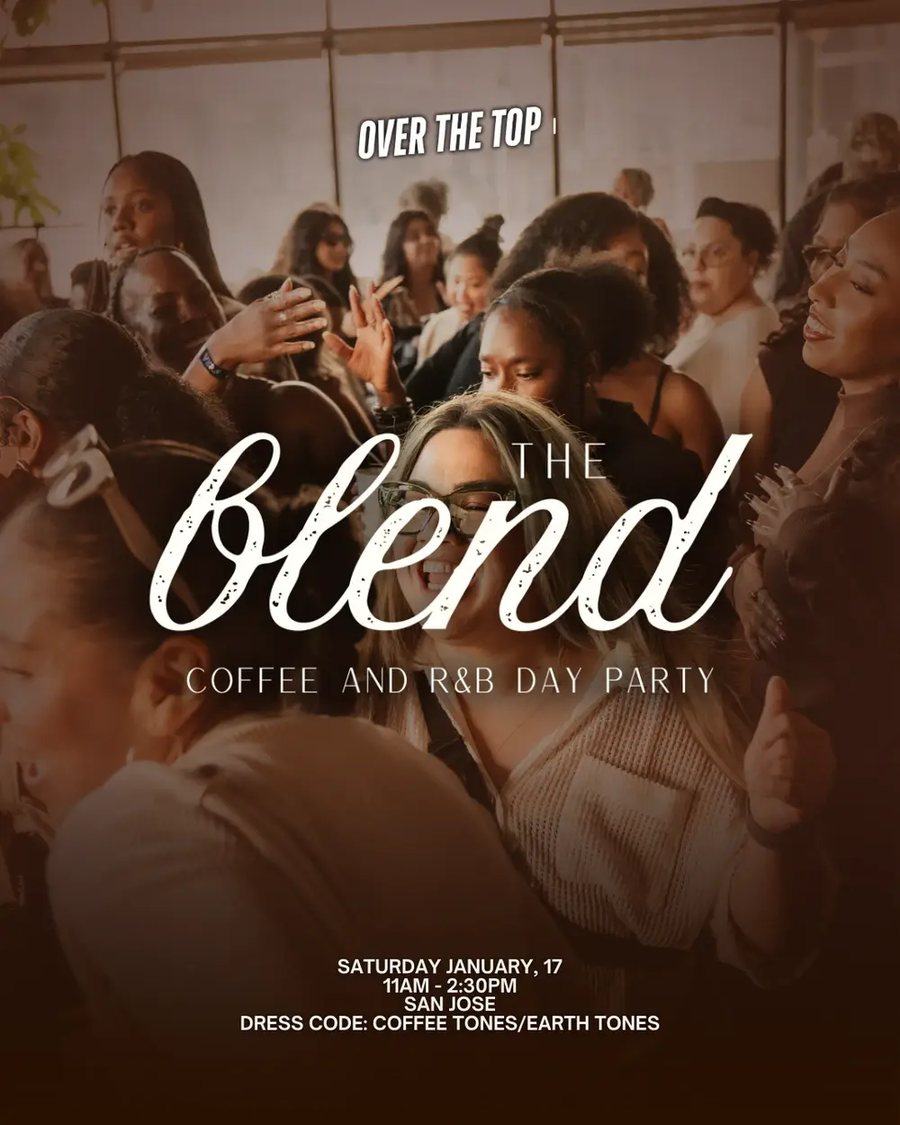 OVER THE TOP
THE
blend
COFFEE AND R&B DAY PARTY
SATURDAY JANUARY, 17
11AM - 2:30PM
SAN JOSE
DRESS CODE: COFFEE TONES/EARTH TONES